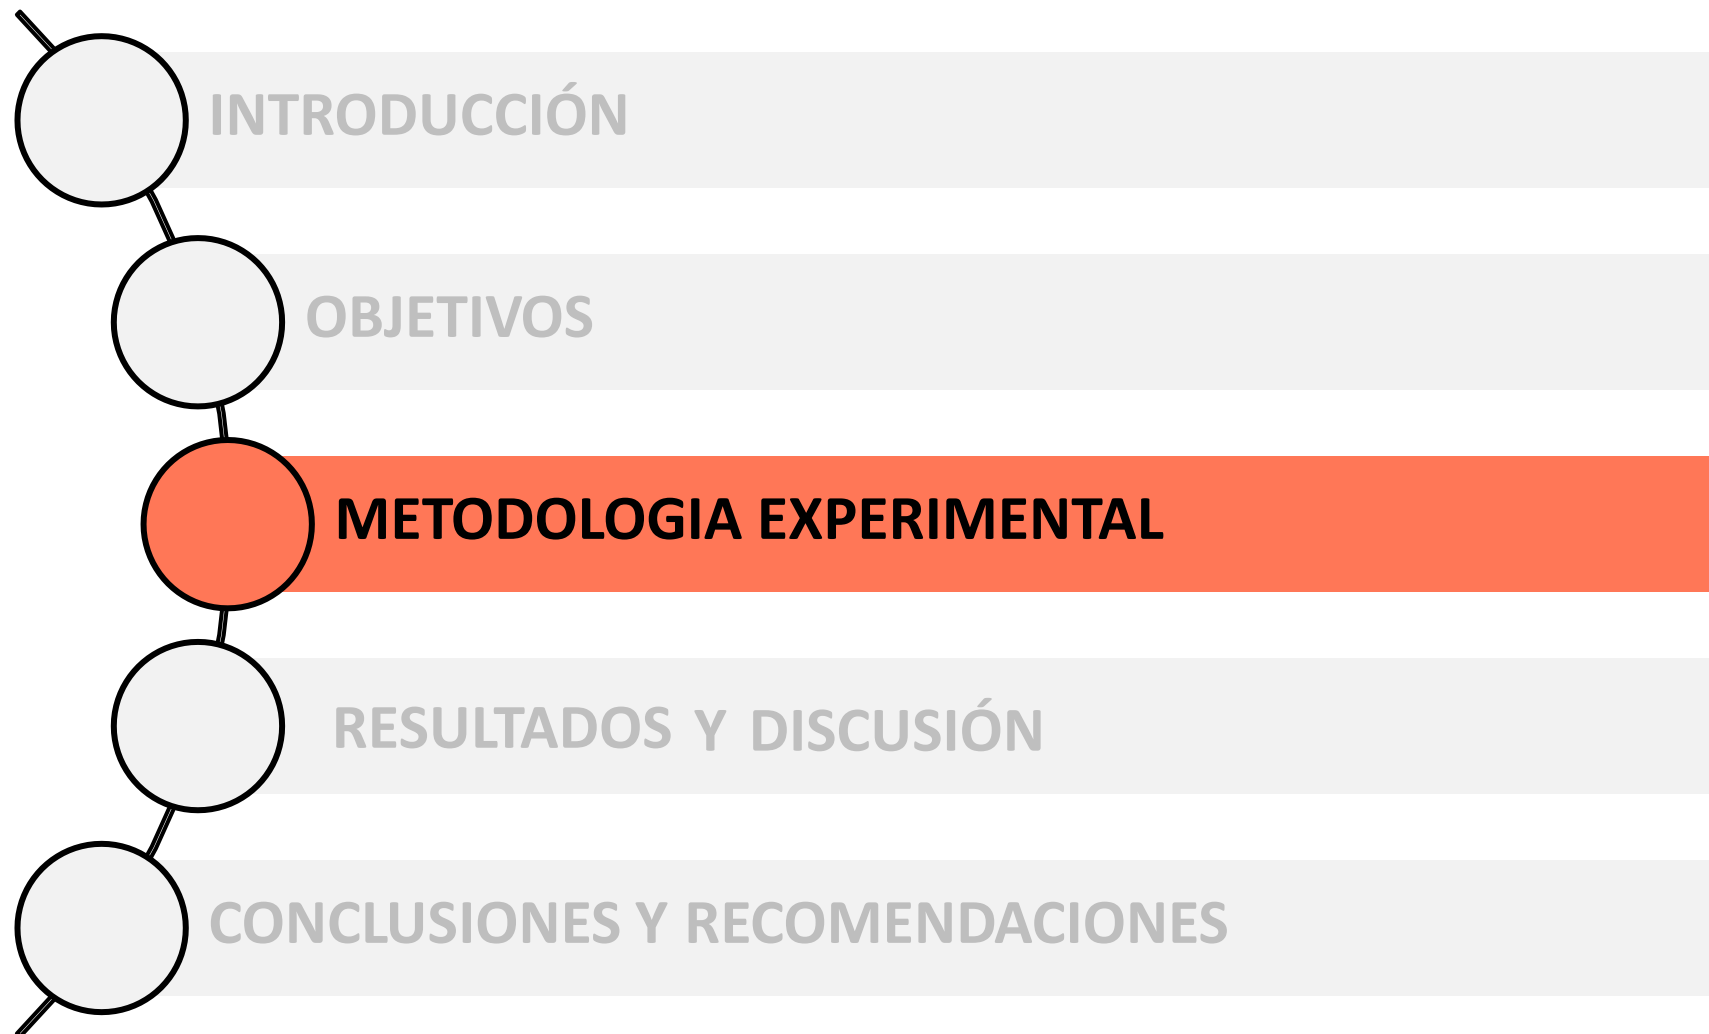 INTRODUCCIÓN
OBJETIVOS
METODOLOGIA EXPERIMENTAL
RESULTADOS Y DISCUSIÓN
CONCLUSIONES Y RECOMENDACIONES